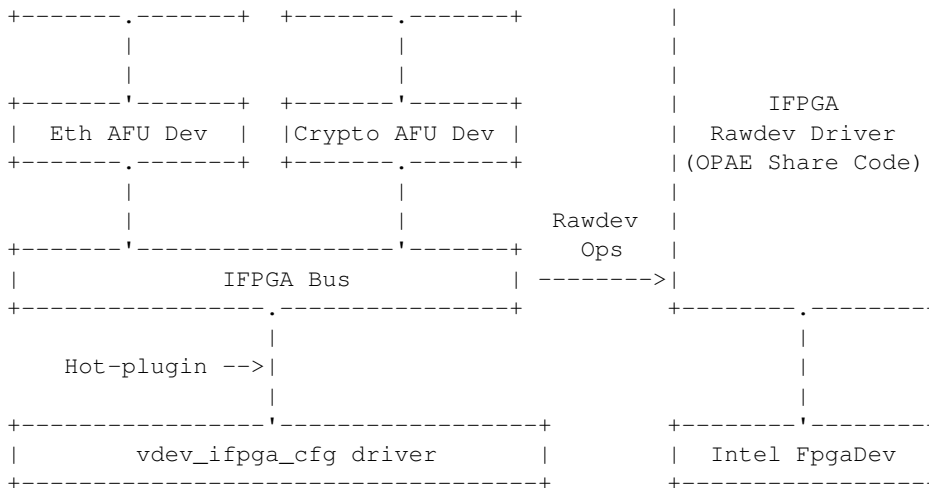 IFPGA
Eth AFU Dev Crypto AFU Dev Rawdev Driver
(OPAE Share Code)
Rawdev
Ops
IFPGA Bus -------->
Hot-plugin -->
vdev_ifpga_cfg driver Intel FpgaDev